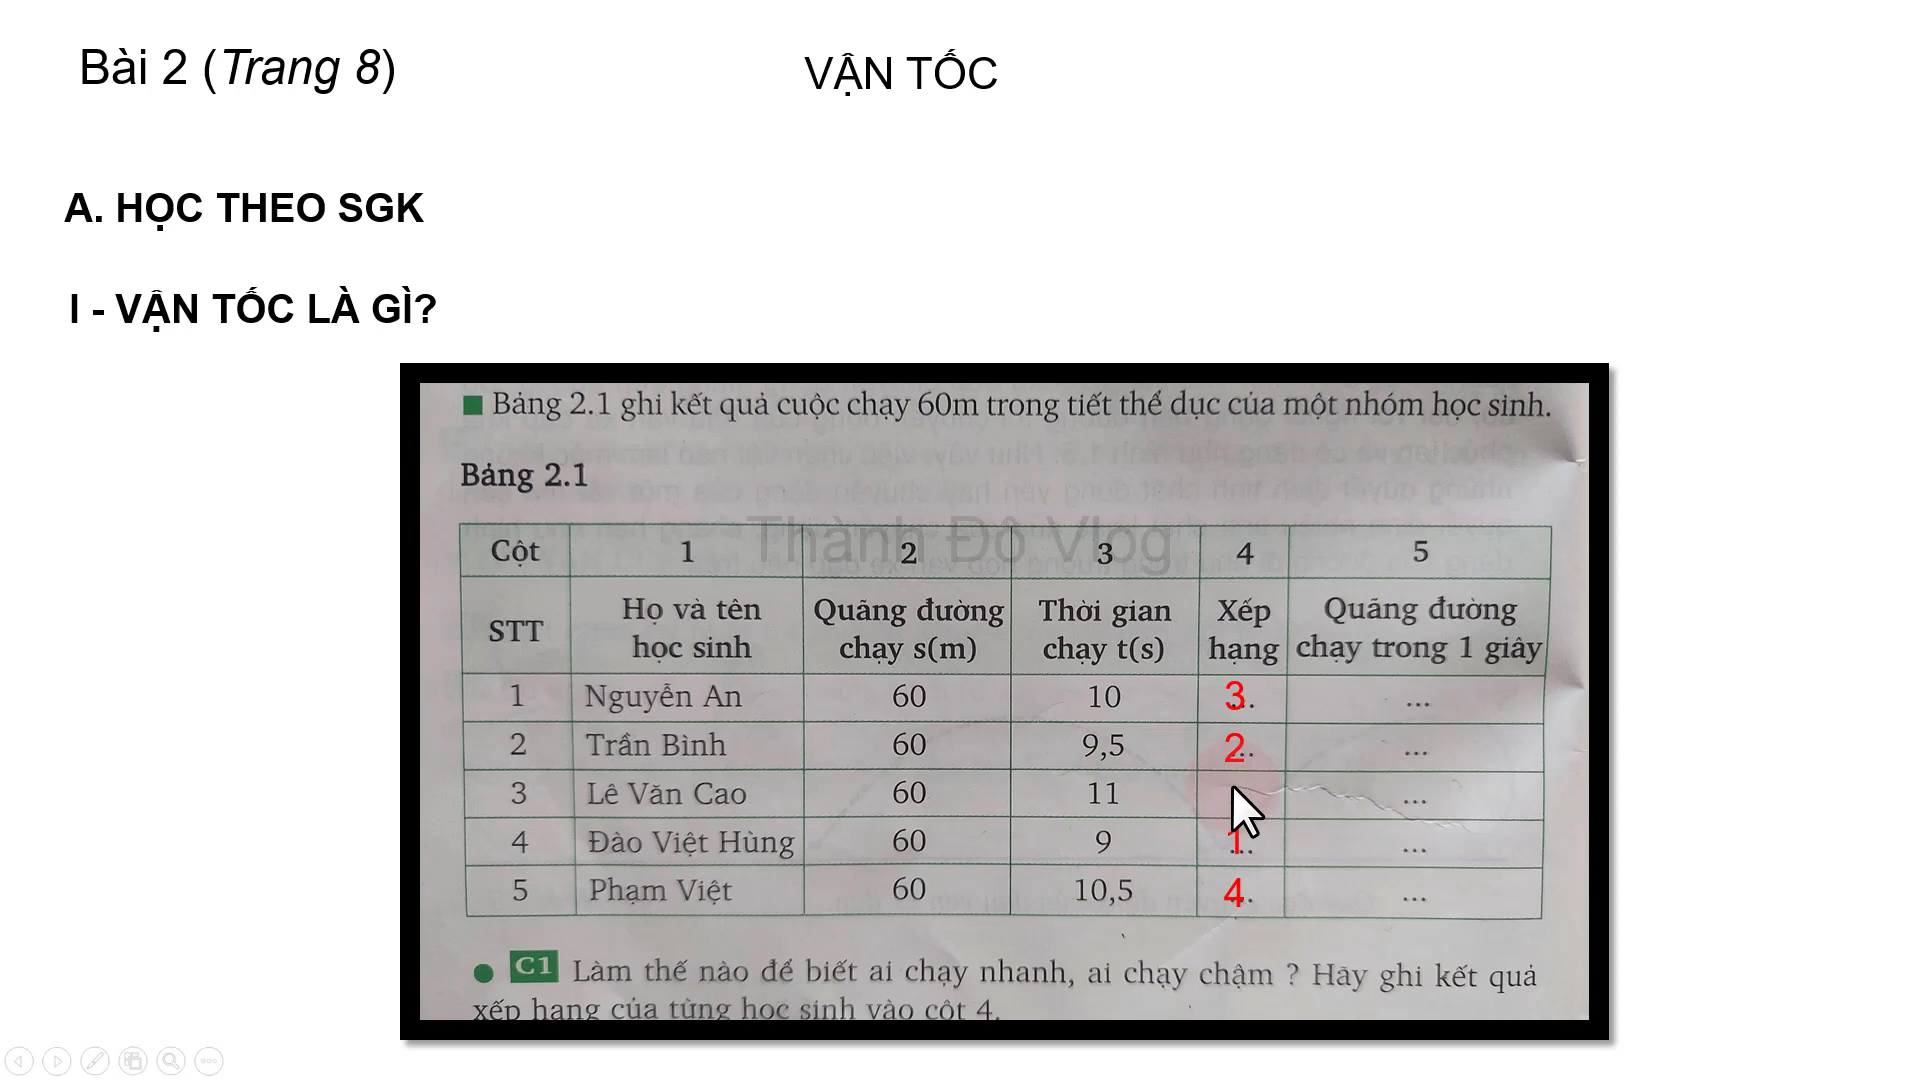 Bài 2 (Trang 8)
VẬN TỐC
A. HỌC THEO SGK
I - VẬN TỐC LÀ GÌ?
Bảng 2.1 ghi kết quả cuộc chạy 60m trong tiết thể dục của một nhóm học sinh.
Bảng 2.1
Thành Đô Vlog
Cột 1 2 3 4 5
STT Họ và tên học sinh Quãng đường chạy s(m) Thời gian chạy t(s) Xếp hạng Quãng đường chạy trong 1 giây
1 Nguyễn An 60 10 3 ...
2 Trần Bình 60 9,5 2 ...
3 Lê Văn Cao 60 11 ...
4 Đào Việt Hùng 60 9 1 ...
5 Phạm Việt 60 10,5 4 ...
C1 Làm thế nào để biết ai chạy nhanh, ai chạy chậm ? Hãy ghi kết quả
xếp hạng của từng học sinh vào cột 4.